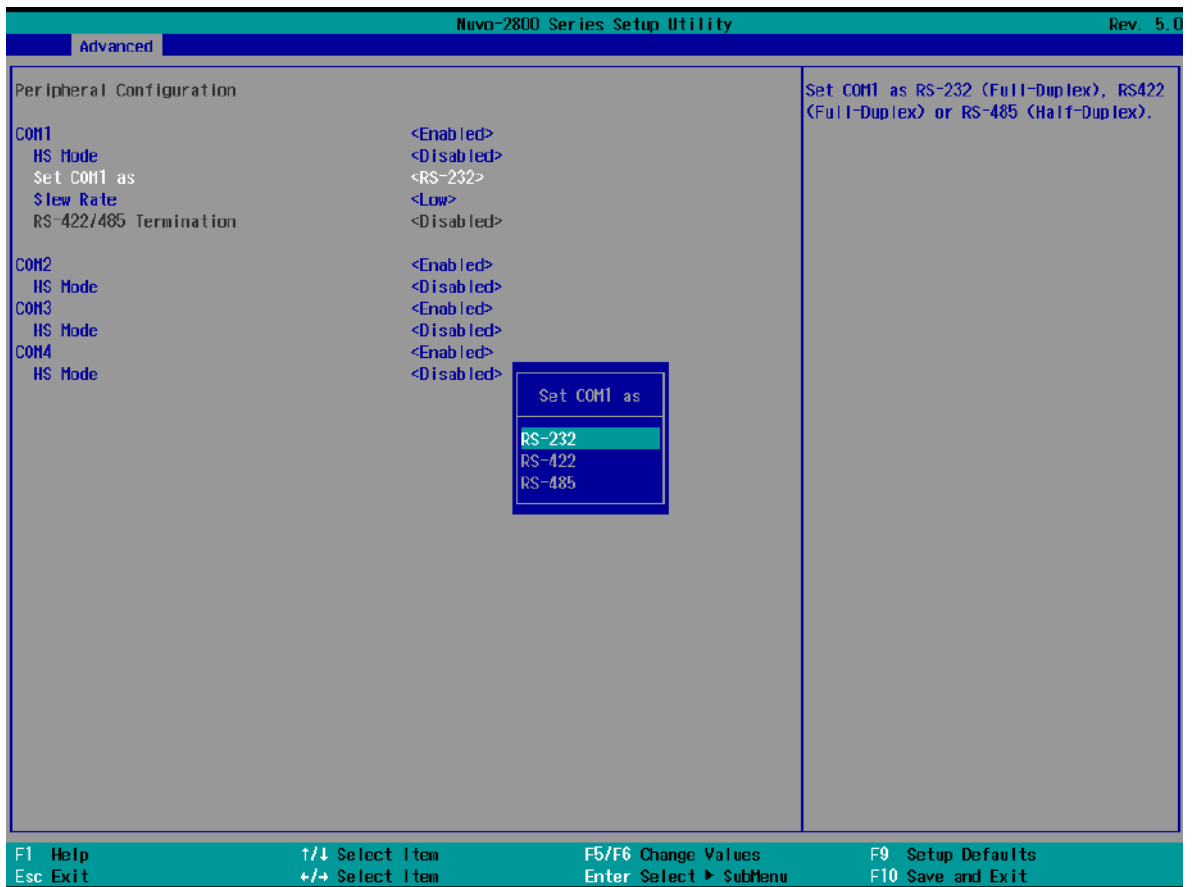 Nuvo-2800 Series Setup Utility Rev. 5.0
Advanced
Peripheral Configuration
COM1 <Enabled>
HS Mode <Disabled>
Set COM1 as <RS-232>
Slew Rate <Low>
RS-422/485 Termination <Disabled>
COM2 <Enabled>
HS Mode <Disabled>
COM3 <Enabled>
HS Mode <Disabled>
COM4 <Enabled>
HS Mode <Disabled>
Set COM1 as
RS-232
RS-422
RS-485
Set COM1 as RS-232 (Full-Duplex), RS422
(Full-Duplex) or RS-485 (Half-Duplex).
F1 Help ↑/↓ Select Item F5/F6 Change Values F9 Setup Defaults
Esc Exit ←/→ Select Item Enter Select ▶ SubMenu F10 Save and Exit